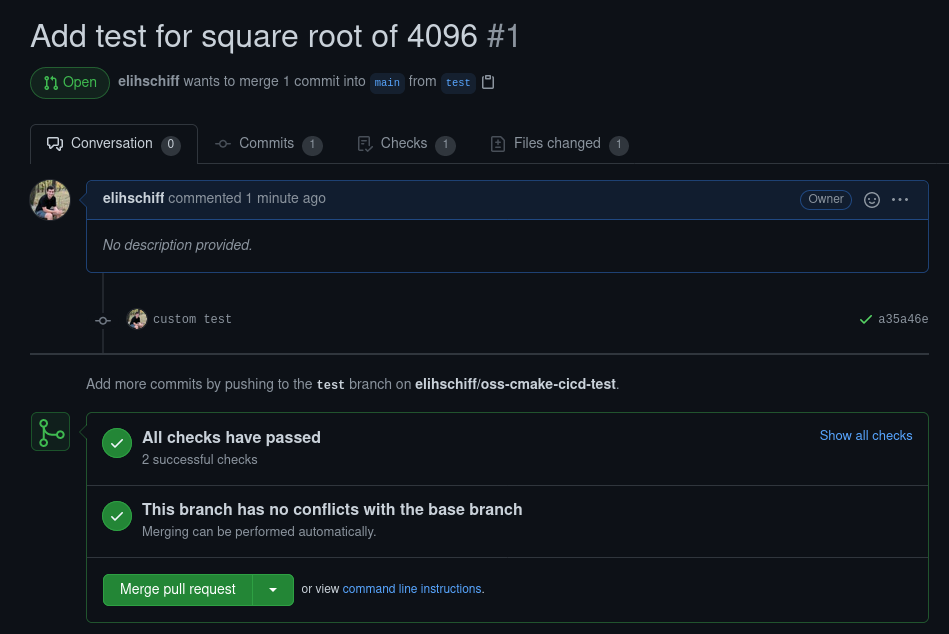 Add test for square root of 4096 #1
Open elihschiff wants to merge 1 commit into main from test
Conversation 0 Commits 1 Checks 1 Files changed 1
elihschiff commented 1 minute ago Owner
No description provided.
custom test a35a46e
Add more commits by pushing to the test branch on elihschiff/oss-cmake-cicd-test.
All checks have passed Show all checks
2 successful checks
This branch has no conflicts with the base branch
Merging can be performed automatically.
Merge pull request or view command line instructions.